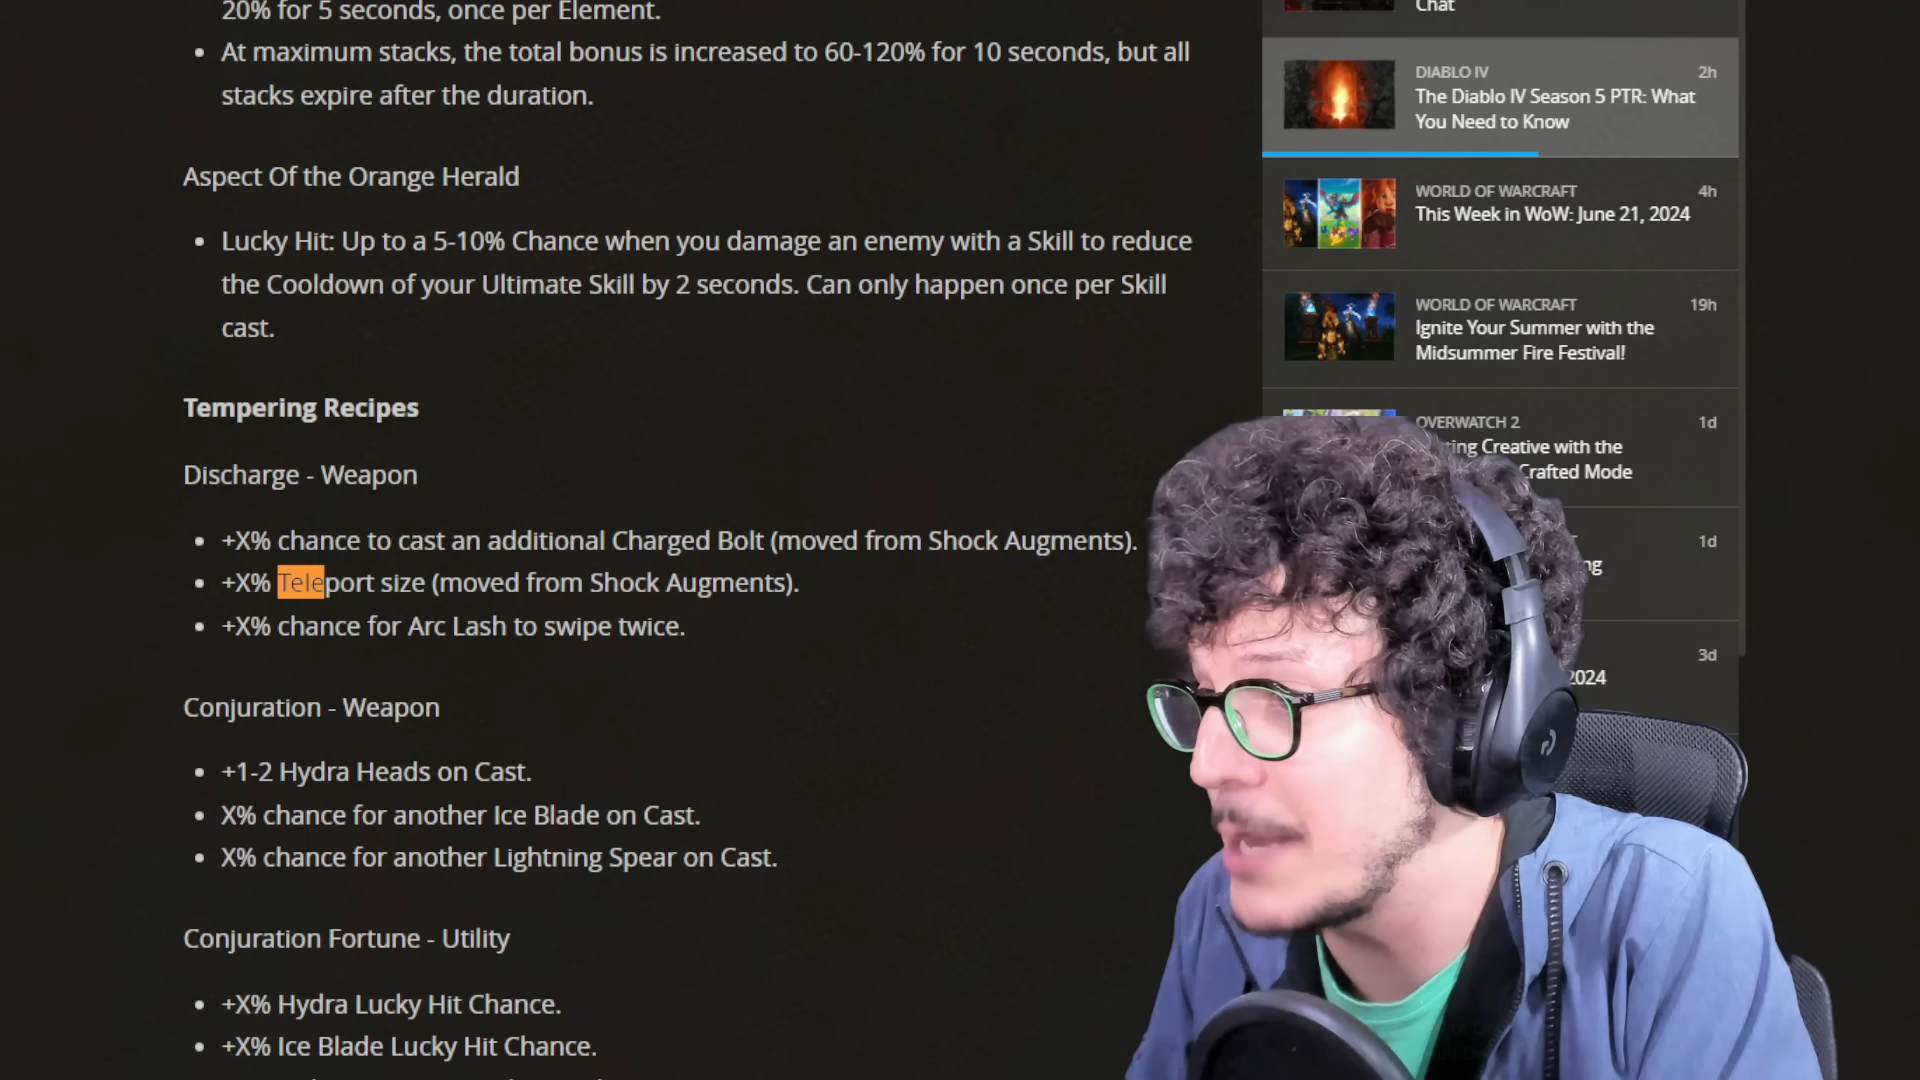 20% for 5 seconds, once per Element.
• At maximum stacks, the total bonus is increased to 60-120% for 10 seconds, but all
stacks expire after the duration.
Aspect Of the Orange Herald
• Lucky Hit: Up to a 5-10% Chance when you damage an enemy with a Skill to reduce
the Cooldown of your Ultimate Skill by 2 seconds. Can only happen once per Skill
cast.
Tempering Recipes
Discharge - Weapon
• +X% chance to cast an additional Charged Bolt (moved from Shock Augments).
• +X% Teleport size (moved from Shock Augments).
• +X% chance for Arc Lash to swipe twice.
Conjuration - Weapon
• +1-2 Hydra Heads on Cast.
• X% chance for another Ice Blade on Cast.
• X% chance for another Lightning Spear on Cast.
Conjuration Fortune - Utility
• +X% Hydra Lucky Hit Chance.
• +X% Ice Blade Lucky Hit Chance.
Chat
DIABLO IV 2h
The Diablo IV Season 5 PTR: What
You Need to Know
WORLD OF WARCRAFT 4h
This Week in WoW: June 21, 2024
WORLD OF WARCRAFT 19h
Ignite Your Summer with the
Midsummer Fire Festival!
OVERWATCH 2 1d
Creative with the
Crafted Mode
1d
3d
2024